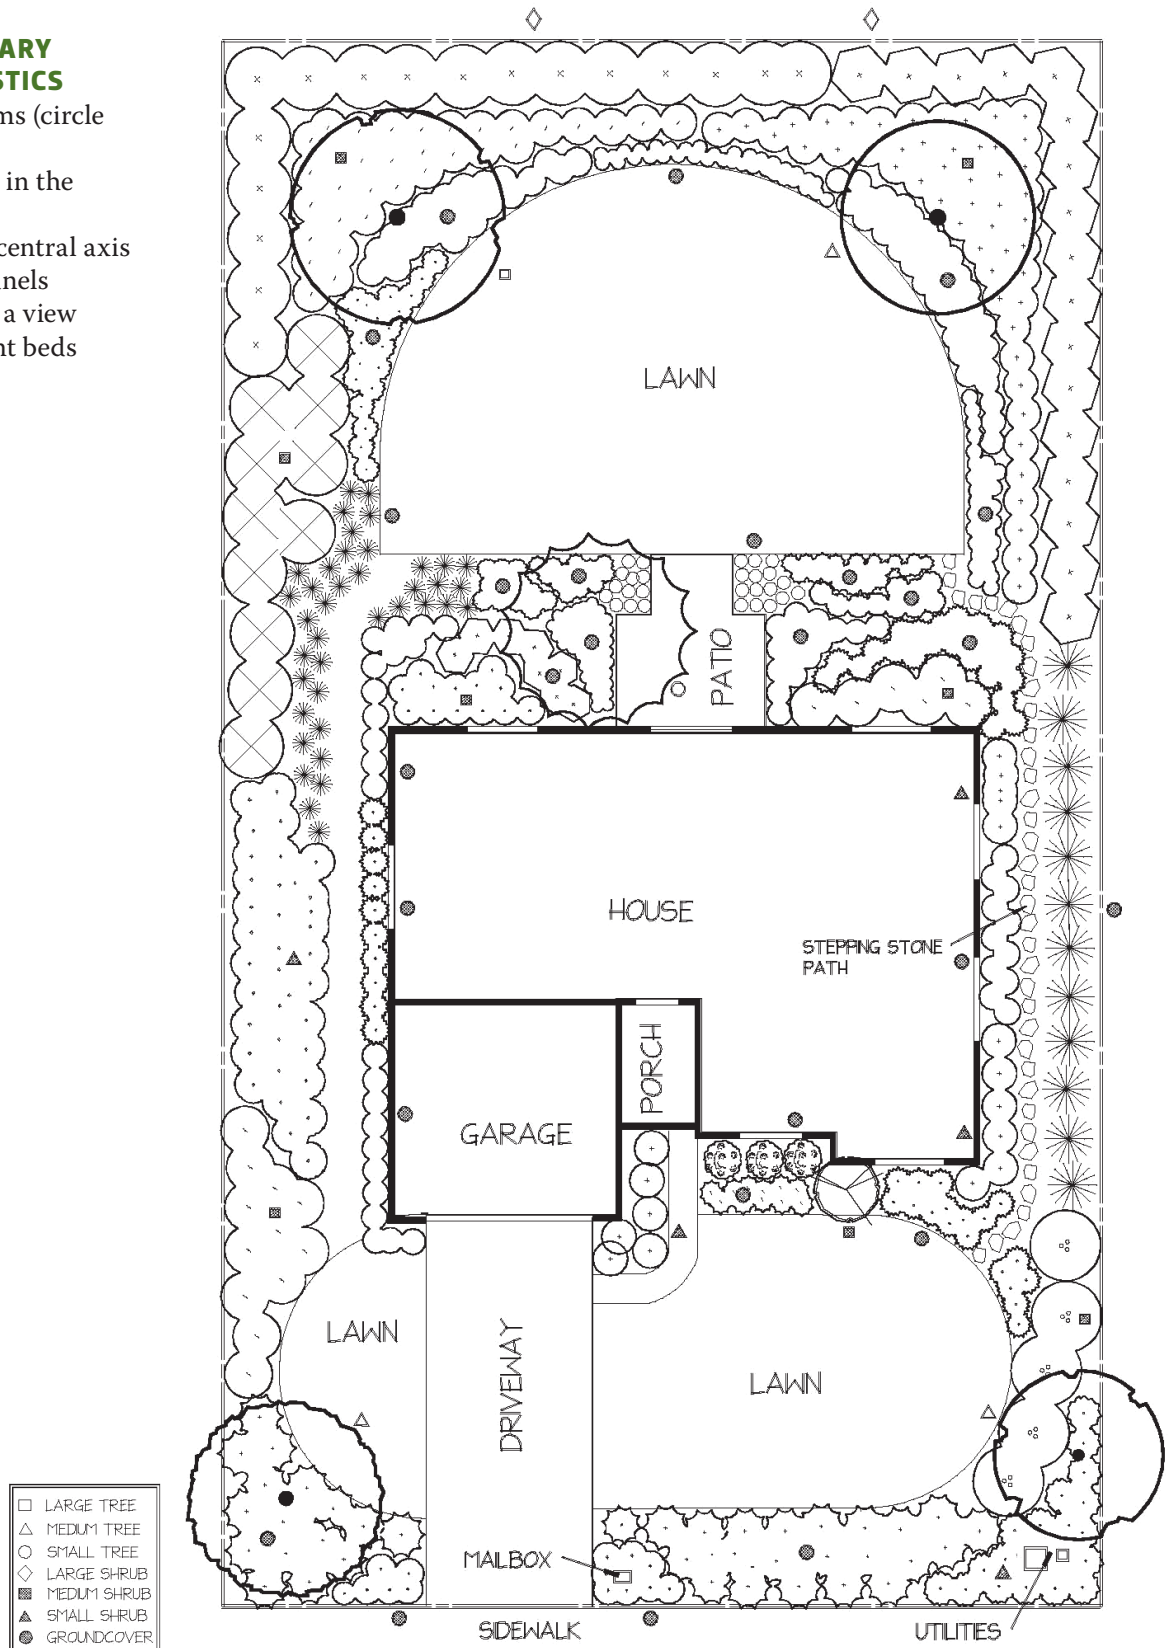 ARY
STICS
ms (circle
in the
central axis
nels
a view
nt beds
LAWN
PATIO
HOUSE
STEPPING STONE
PATH
PORCH
GARAGE
LAWN
DRIVEWAY
LAWN
MAILBOX
SIDEWALK
UTILITIES
LARGE TREE
MEDIUM TREE
SMALL TREE
LARGE SHRUB
MEDIUM SHRUB
SMALL SHRUB
GROUNDCOVER